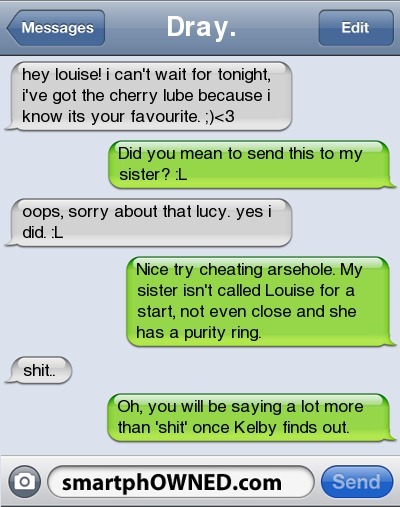 Messages
Dray.
Edit
hey louise! i can't wait for tonight,
i've got the cherry lube because i
know its your favourite. ;)<3
Did you mean to send this to my
sister? :L
oops, sorry about that lucy. yes i
did. :L
Nice try cheating arsehole. My
sister isn't called Louise for a
start, not even close and she
has a purity ring.
shit..
Oh, you will be saying a lot more
than 'shit' once Kelby finds out.
smartphOWNED.com
Send